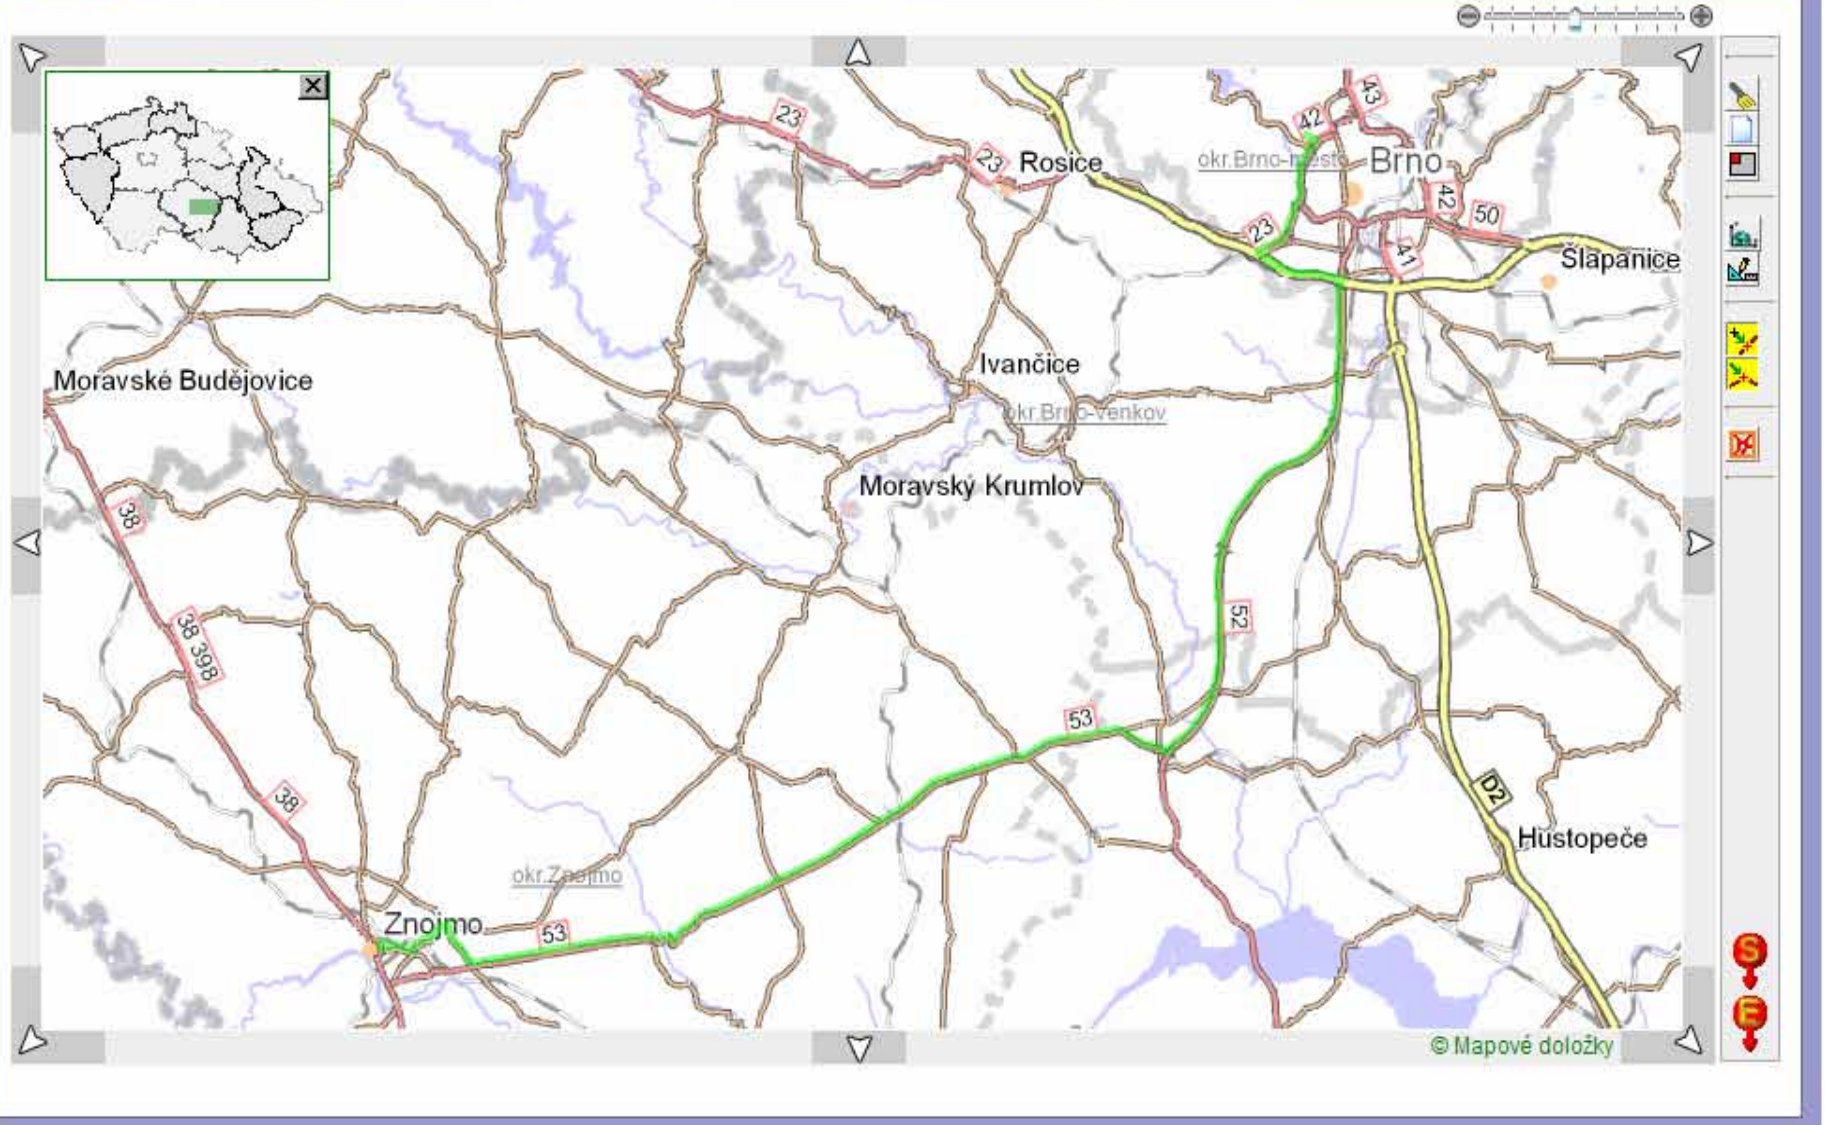 43
42
23
23
Rosice
okr.Brno-město
Brno
42
50
23
41
Šlapanice
Moravské Budějovice
Ivančice
okr.Brno-venkov
Moravský Krumlov
38
52
38 398
53
D2
38
Hustopeče
okr.Znojmo
Znojmo
53
S
E
© Mapové doložky